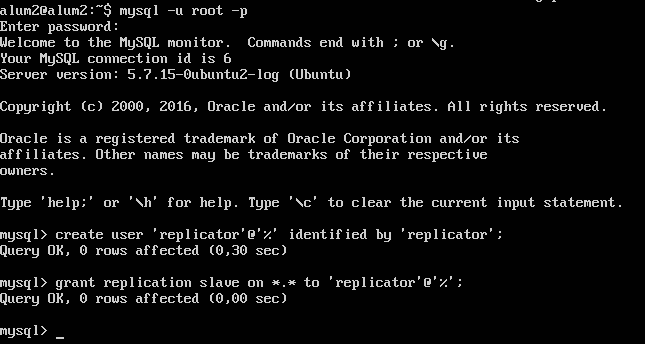 alum2@alum2:~$ mysql -u root -p
Enter password:
Welcome to the MySQL monitor.  Commands end with ; or \g.
Your MySQL connection id is 6
Server version: 5.7.15-0ubuntu2-log (Ubuntu)

Copyright (c) 2000, 2016, Oracle and/or its affiliates. All rights reserved.

Oracle is a registered trademark of Oracle Corporation and/or its
affiliates. Other names may be trademarks of their respective
owners.

Type 'help;' or '\h' for help. Type '\c' to clear the current input statement.

mysql> create user 'replicator'@'%' identified by 'replicator';
Query OK, 0 rows affected (0,30 sec)

mysql> grant replication slave on *.* to 'replicator'@'%';
Query OK, 0 rows affected (0,00 sec)

mysql> _